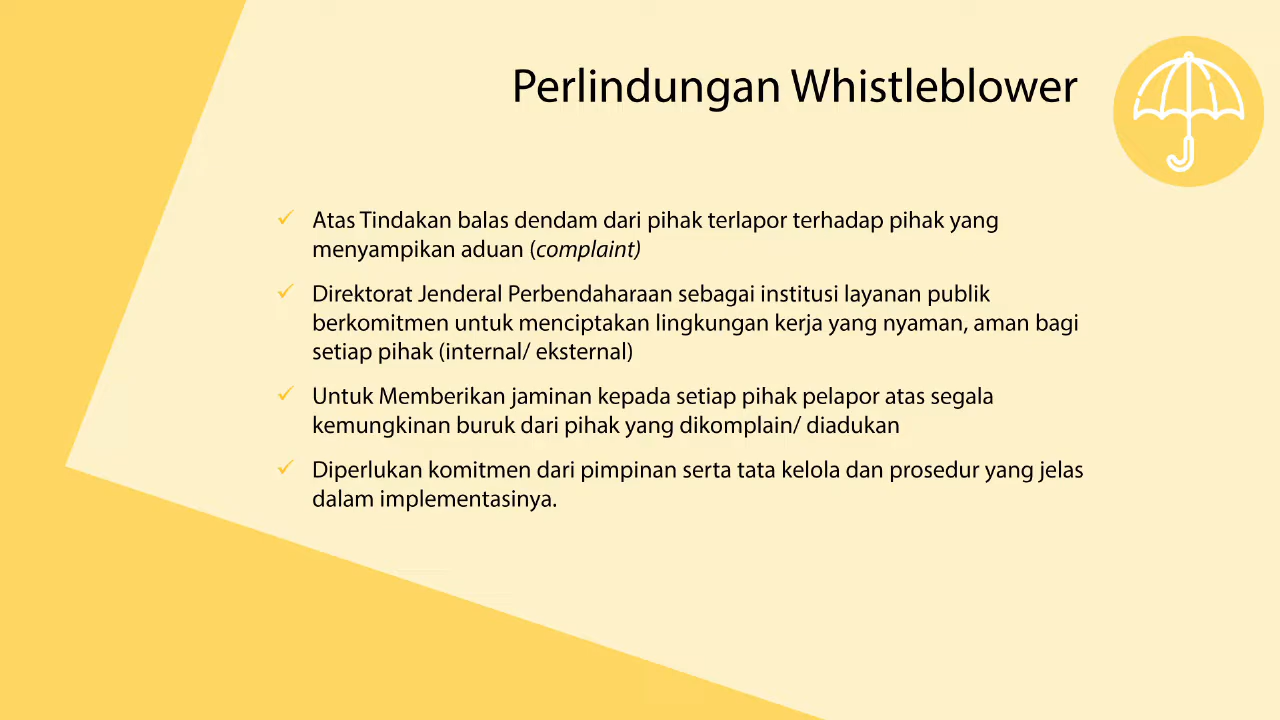 Perlindungan Whistleblower
Atas Tindakan balas dendam dari pihak terlapor terhadap pihak yang
menyampikan aduan (complaint)
Direktorat Jenderal Perbendaharaan sebagai institusi layanan publik
berkomitmen untuk menciptakan lingkungan kerja yang nyaman, aman bagi
setiap pihak (internal/ eksternal)
Untuk Memberikan jaminan kepada setiap pihak pelapor atas segala
kemungkinan buruk dari pihak yang dikomplain/ diadukan
Diperlukan komitmen dari pimpinan serta tata kelola dan prosedur yang jelas
dalam implementasinya.